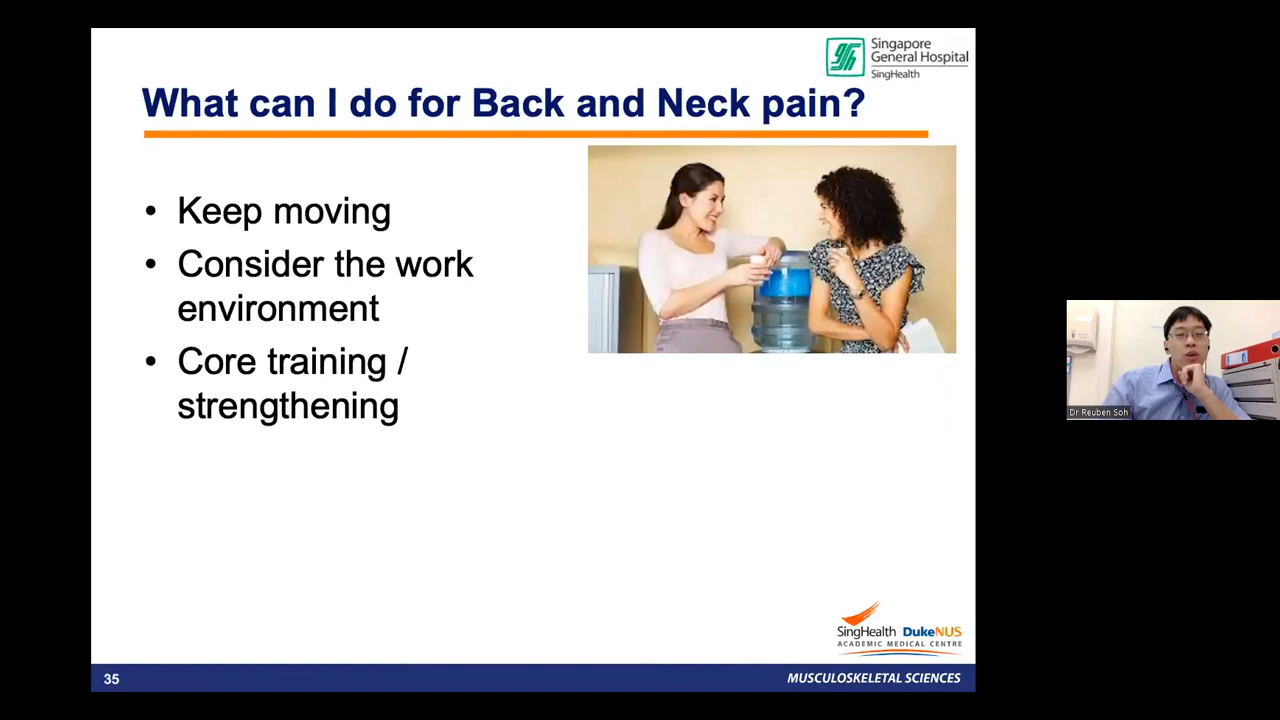 Singapore
General Hospital
SingHealth
What can I do for Back and Neck pain?
• Keep moving
• Consider the work
environment
• Core training /
strengthening
Dr Reuben Soh
SingHealth DukeNUS
ACADEMIC MEDICAL CENTRE
35
MUSCULOSKELETAL SCIENCES